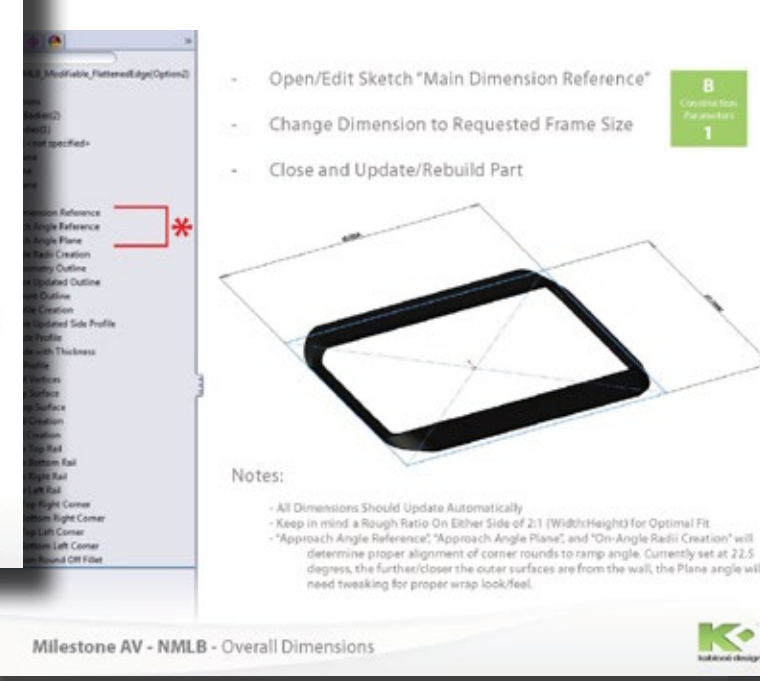 »
MLB_Modifiable_FlattenedEdge(Option2)
Bodies(2)
not specified>
Dimension Reference
Angle Reference
Angle Plane
Radii Creation
Outline
Updated Outline
Outline
Creation
Updated Side Profile
Profile
with Thickness
Profile
Vertices
Surface
Surface
Creation
Creation
Top Rail
Bottom Rail
Right Rail
Left Rail
Top Right Corner
Bottom Right Corner
Top Left Corner
Bottom Left Corner
Round Off Fillet
*
- Open/Edit Sketch "Main Dimension Reference"
- Change Dimension to Requested Frame Size
- Close and Update/Rebuild Part
B
Construction
Parameters
1
Notes:
- All Dimensions Should Update Automatically
- Keep in mind a Rough Ratio On Either Side of 2:1 (Width:Height) for Optimal Fit
- "Approach Angle Reference", "Approach Angle Plane", and "On-Angle Radii Creation" will
determine proper alignment of corner rounds to ramp angle. Currently set at 22.5
degress, the further/closer the outer surfaces are from the wall, the Plane angle will
need tweaking for proper wrap look/feel.
Milestone AV - NMLB - Overall Dimensions
K
kablooe design